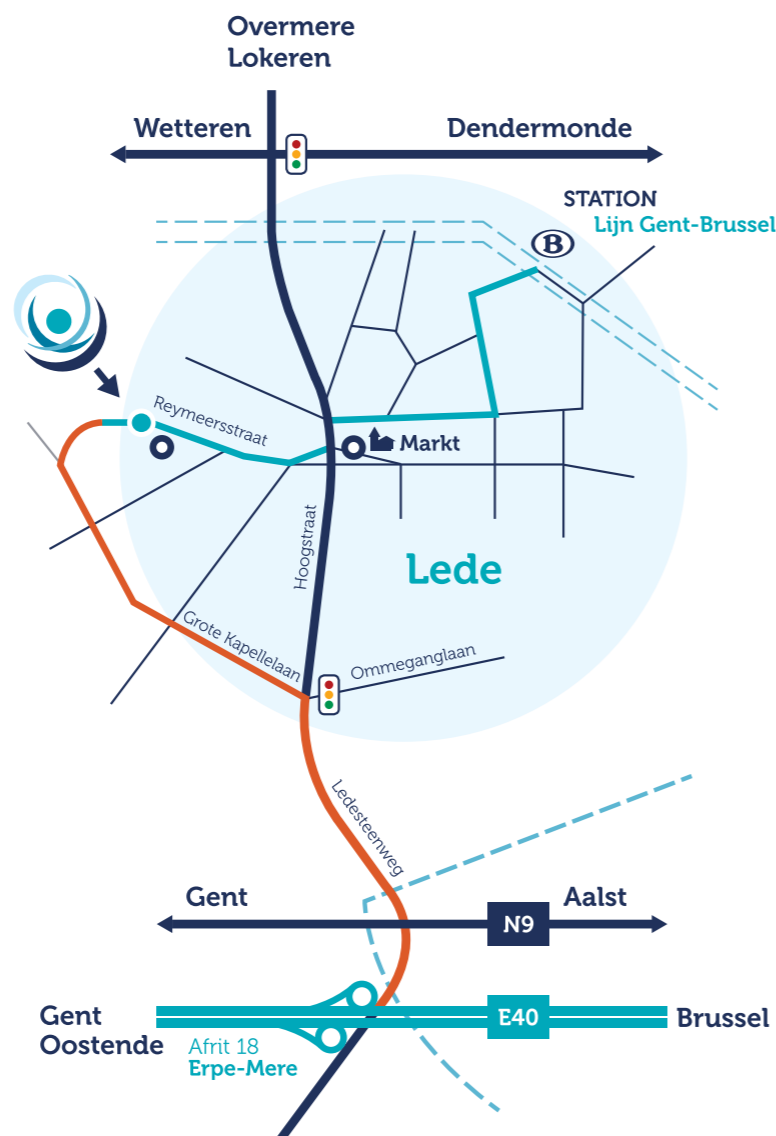 Overmere
Lokeren
Wetteren
Dendermonde
STATION
Lijn Gent-Brussel
B
Reymeersstraat
Markt
Hoogstraat
Lede
Grote Kapellelaan
Ommeganglaan
Ledesteenweg
Gent
N9
Aalst
Gent
Oostende
Afrit 18
Erpe-Mere
E40
Brussel